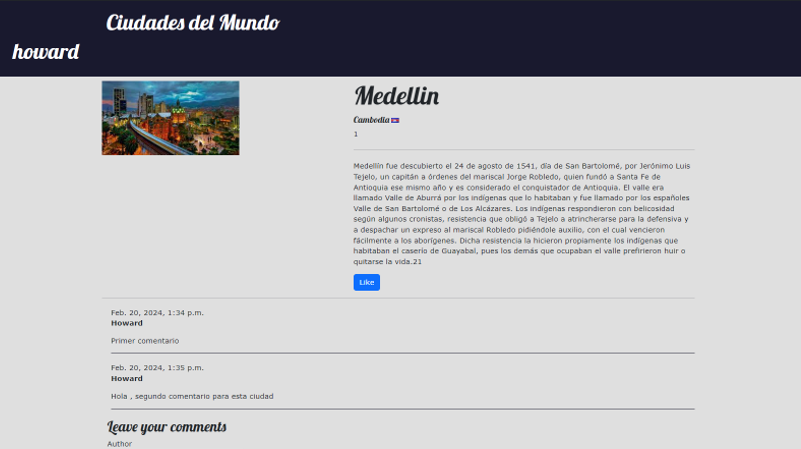 Ciudades del Mundo
howard
Medellin
Cambodia
1
Medellín fue descubierto el 24 de agosto de 1541, día de San Bartolomé, por Jerónimo Luis
Tejelo, un capitán a órdenes del mariscal Jorge Robledo, quien fundó a Santa Fe de
Antioquia ese mismo año y es considerado el conquistador de Antioquia. El valle era
llamado Valle de Aburrá por los indígenas que lo habitaban y fue llamado por los españoles
Valle de San Bartolomé o de Los Alcázares. Los indígenas respondieron con belicosidad
según algunos cronistas, resistencia que obligó a Tejelo a atrincherarse para la defensiva y
a despachar un expreso al mariscal Robledo pidiéndole auxilio, con el cual vencieron
fácilmente a los aborígenes. Dicha resistencia la hicieron propiamente los indígenas que
habitaban el caserío de Guayabal, pues los demás que ocupaban el valle prefirieron huir o
quitarse la vida.21
Like
Feb. 20, 2024, 1:34 p.m.
Howard
Primer comentario
Feb. 20, 2024, 1:35 p.m.
Howard
Hola , segundo comentario para esta ciudad
Leave your comments
Author